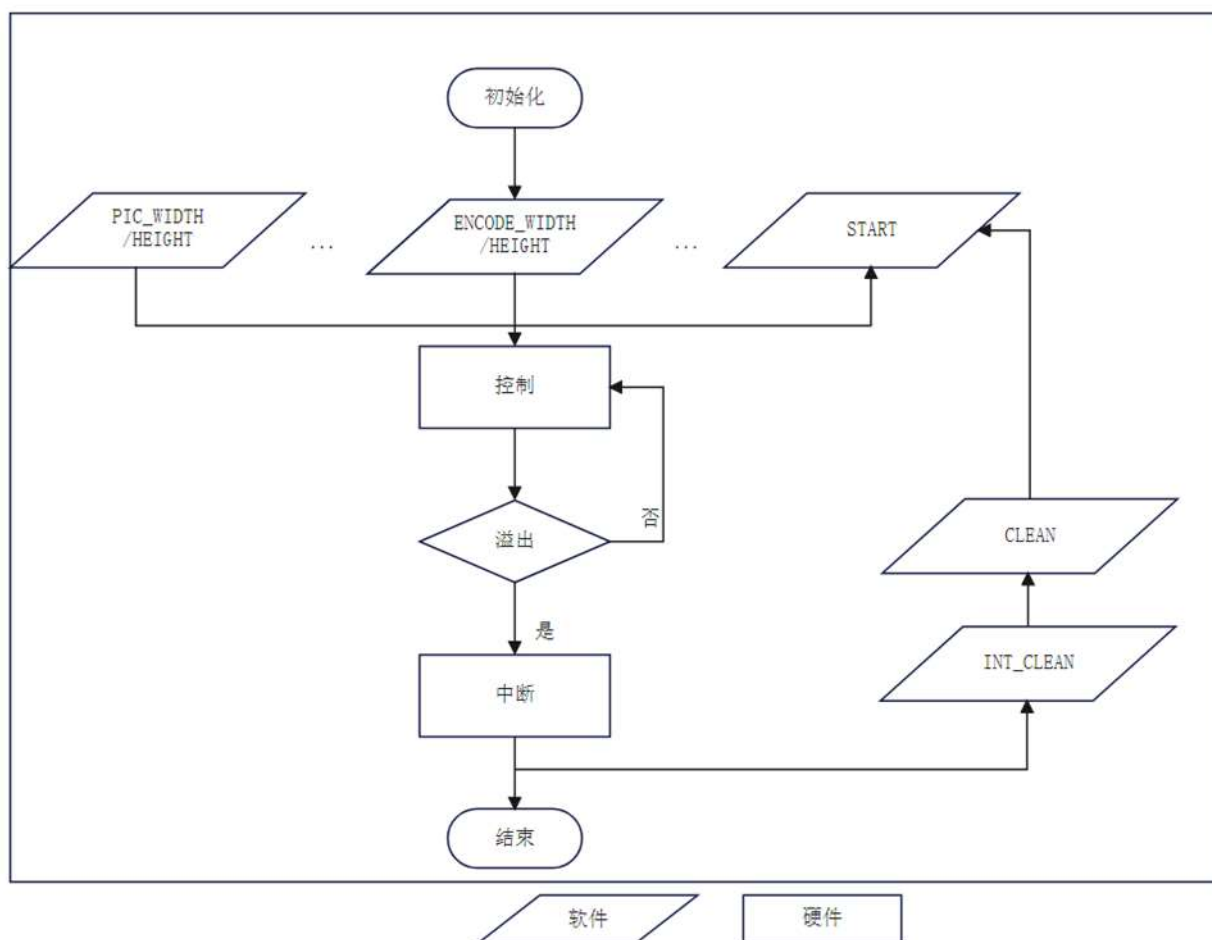 初始化
PIC_WIDTH
/HEIGHT
...
ENCODE_WIDTH
/HEIGHT
...
START
控制
溢出
否
是
中断
CLEAN
INT_CLEAN
结束
软件
硬件